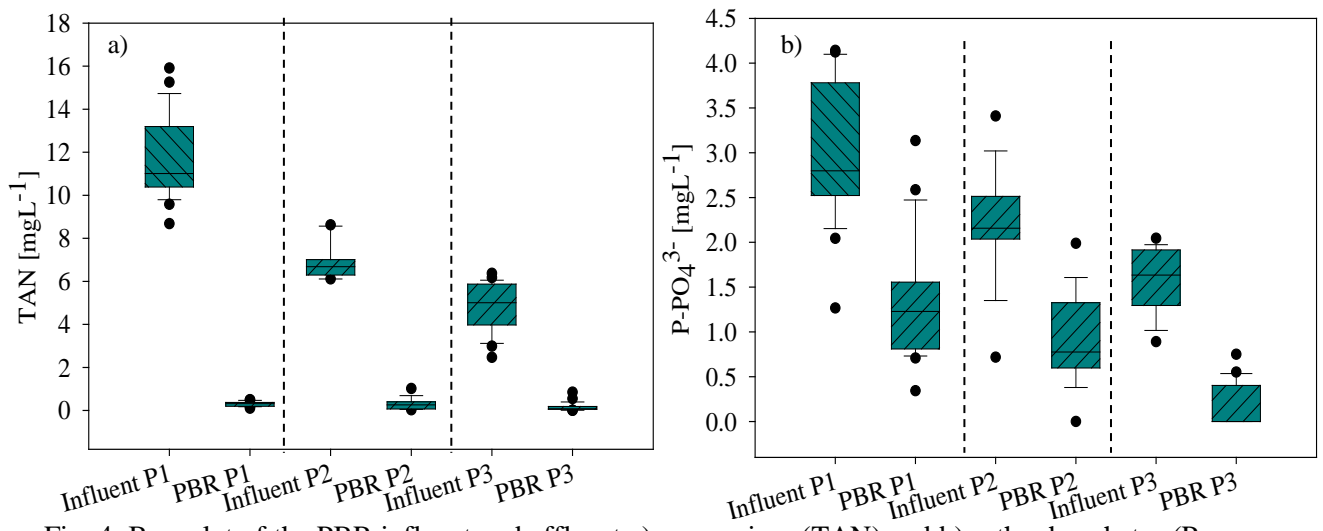 a)
TAN [mgL-1]
18
16
14
12
10
8
6
4
2
0
Influent P1
PBR P1
Influent P2
PBR P2
Influent P3
PBR P3
b)
P-PO4 3- [mgL-1]
4.5
4.0
3.5
3.0
2.5
2.0
1.5
1.0
0.5
0.0
Influent P1
PBR P1
Influent P2
PBR P2
Influent P3
PBR P3